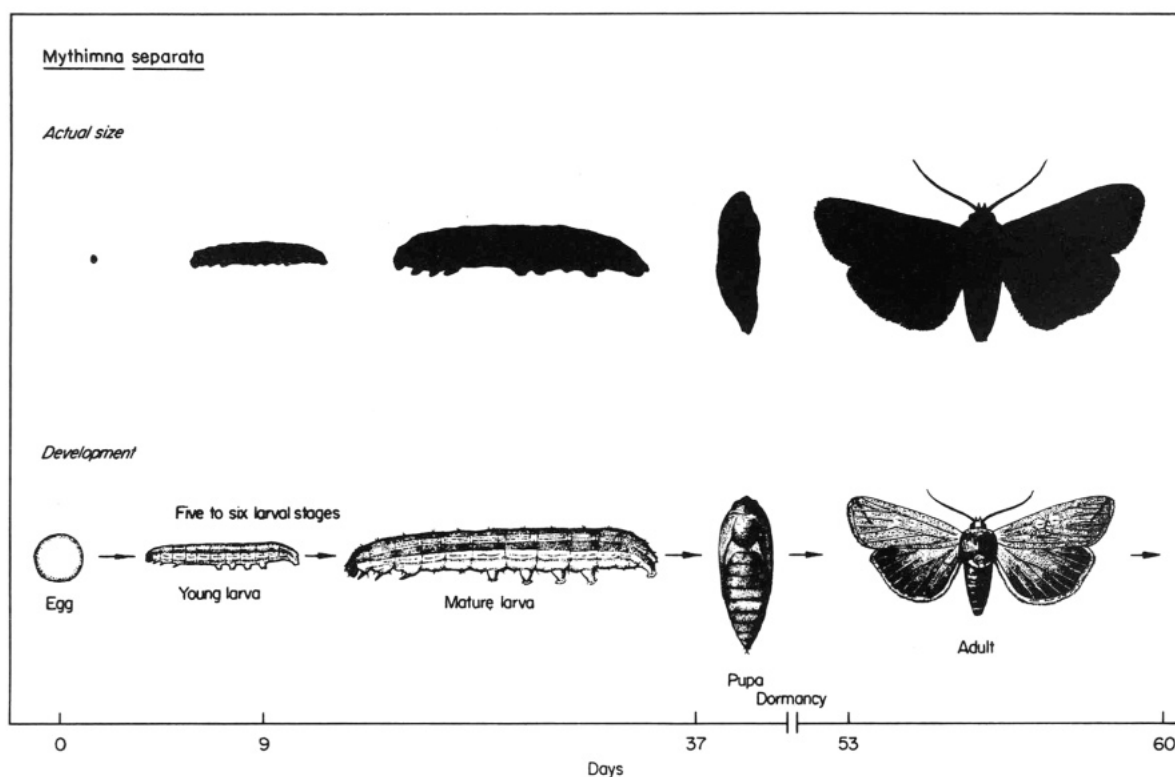 Mythimna separata
Actual size
Development
Five to six larval stages
Egg
Young larva
Mature larva
Pupa
Dormancy
Adult
0 9 37 53 60
Days